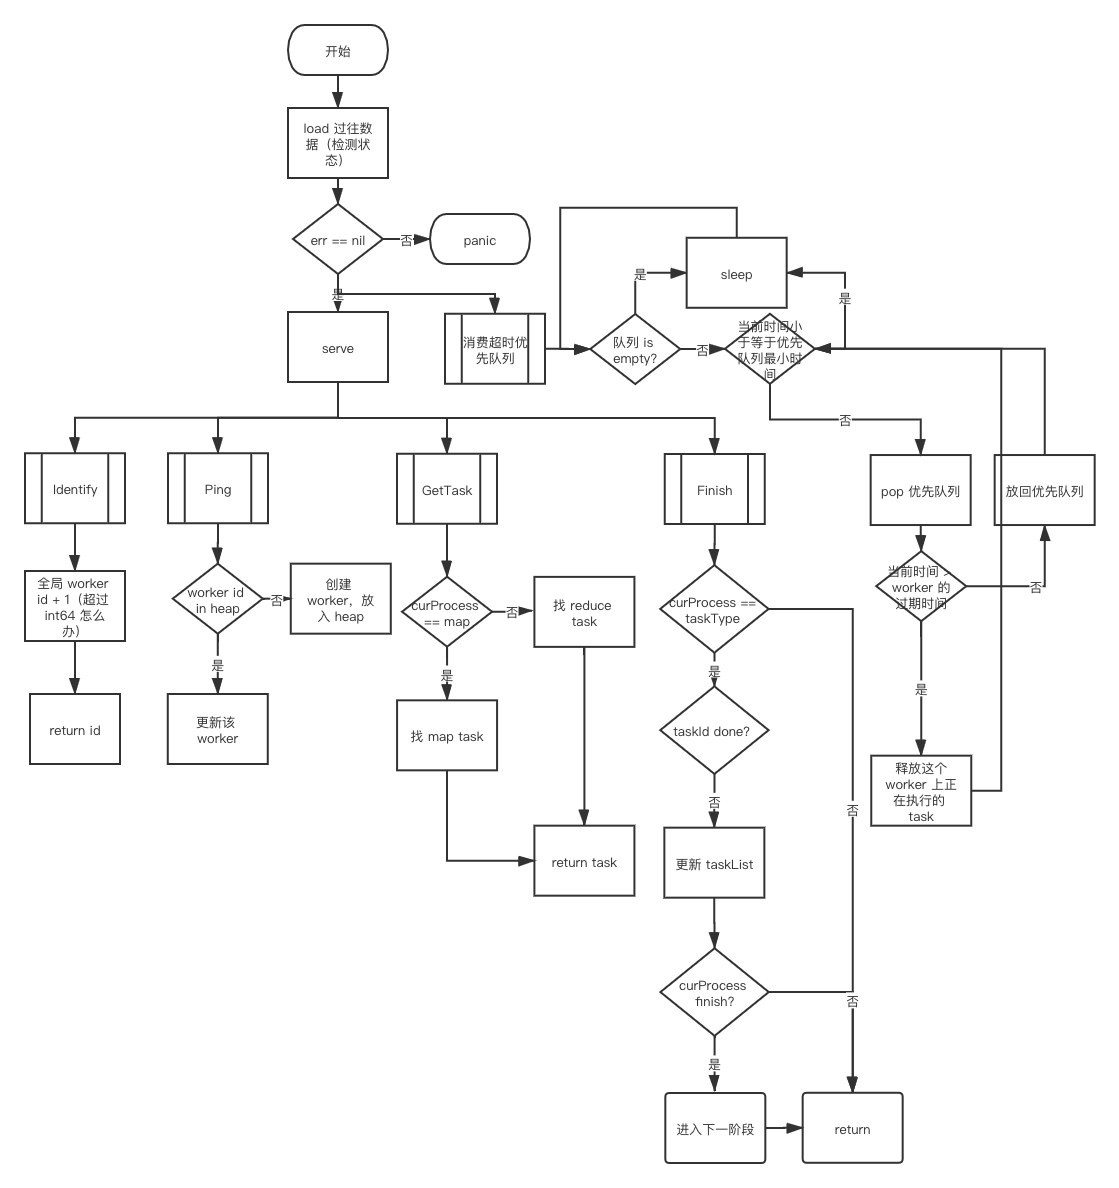 开始
load 过往数
据（检测状
态）
err == nil
否
panic
是
serve
消费超时优
先队列
队列 is
empty?
是
sleep
否
当前时间小
于等于优先
队列最小时
间
是
否
Identify
Ping
GetTask
Finish
pop 优先队列
放回优先队列
全局 worker
id + 1（超过
int64 怎么
办）
return id
worker id
in heap
否
创建
worker，放
入 heap
是
更新该
worker
curProcess
== map
否
找 reduce
task
是
找 map task
return task
curProcess ==
taskType
是
taskId done?
否
更新 taskList
curProcess
finish?
是
进入下一阶段
否
否
return
当前时间 >
worker 的
过期时间
否
是
释放这个
worker 上正
在执行的
task